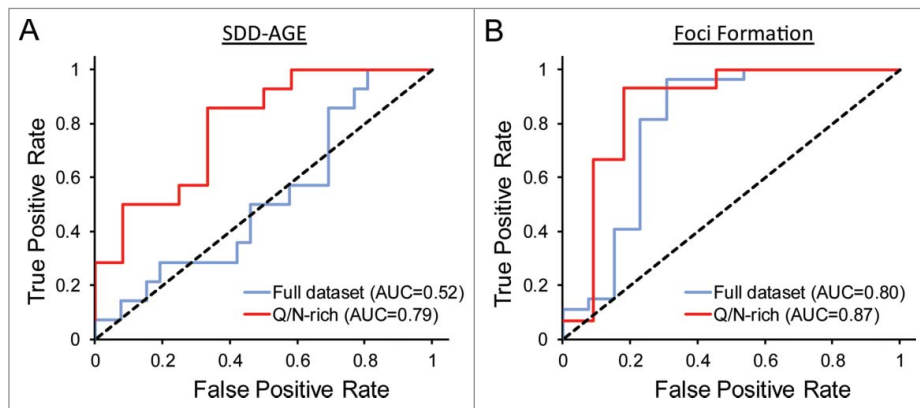 A
SDD-AGE
True Positive Rate
1
0.8
0.6
0.4
0.2
0
Full dataset (AUC=0.52)
Q/N-rich (AUC=0.79)
0 0.2 0.4 0.6 0.8 1
False Positive Rate
B
Foci Formation
True Positive Rate
1
0.8
0.6
0.4
0.2
0
Full dataset (AUC=0.80)
Q/N-rich (AUC=0.87)
0 0.2 0.4 0.6 0.8 1
False Positive Rate